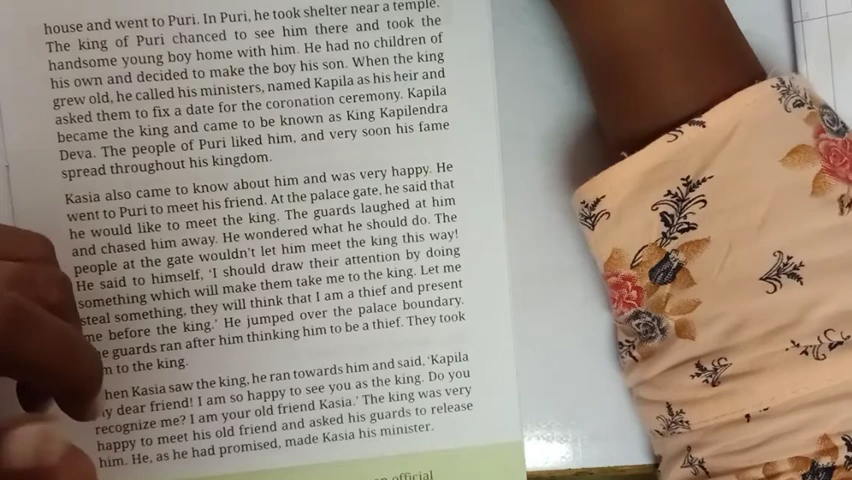 house and went to Puri. In Puri, he took shelter near a temple.
The king of Puri chanced to see him there and took the
handsome young boy home with him. He had no children of
his own and decided to make the boy his son. When the king
grew old, he called his ministers, named Kapila as his heir and
asked them to fix a date for the coronation ceremony. Kapila
became the king and came to be known as King Kapilendra
Deva. The people of Puri liked him, and very soon his fame
spread throughout his kingdom.
Kasia also came to know about him and was very happy. He
went to Puri to meet his friend. At the palace gate, he said that
he would like to meet the king. The guards laughed at him
and chased him away. He wondered what he should do. The
people at the gate wouldn't let him meet the king this way!
He said to himself, 'I should draw their attention by doing
something which will make them take me to the king. Let me
steal something, they will think that I am a thief and present
me before the king.' He jumped over the palace boundary.
guards ran after him thinking him to be a thief. They took
to the king.
hen Kasia saw the king, he ran towards him and said, 'Kapila
dear friend! I am so happy to see you as the king. Do you
recognize me? I am your old friend Kasia.' The king was very
happy to meet his old friend and asked his guards to release
him. He, as he had promised, made Kasia his minister.
official